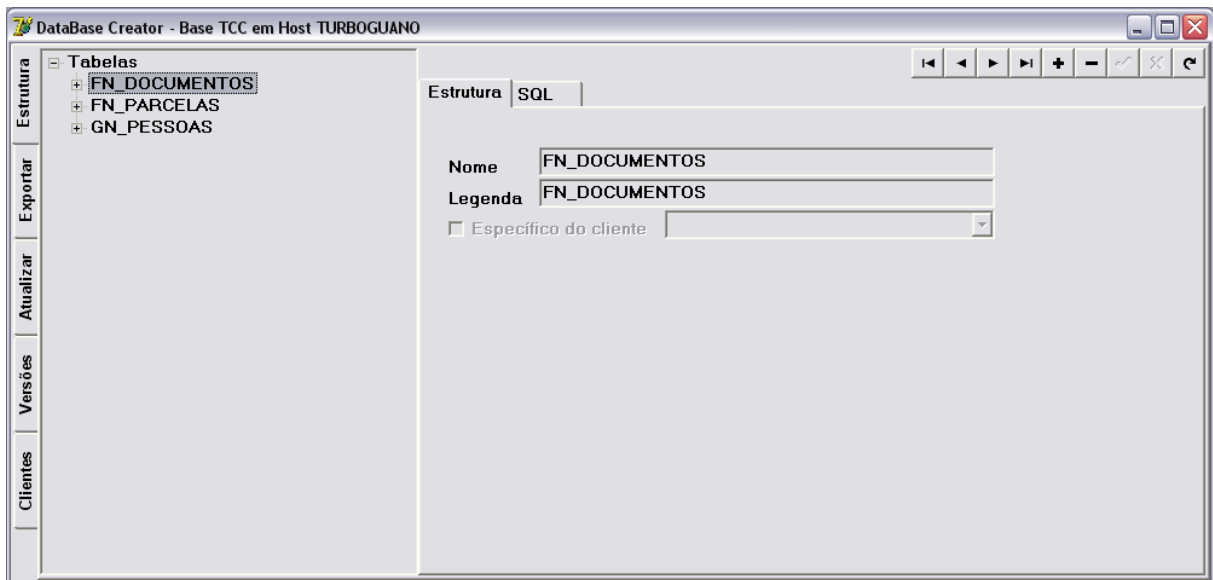 DataBase Creator - Base TCC em Host TURBOGUANO
Estrutura
Exportar
Atualizar
Versões
Clientes
Tabelas
FN_DOCUMENTOS
FN_PARCELAS
GN_PESSOAS
Estrutura SQL
Nome FN_DOCUMENTOS
Legenda FN_DOCUMENTOS
Específico do cliente